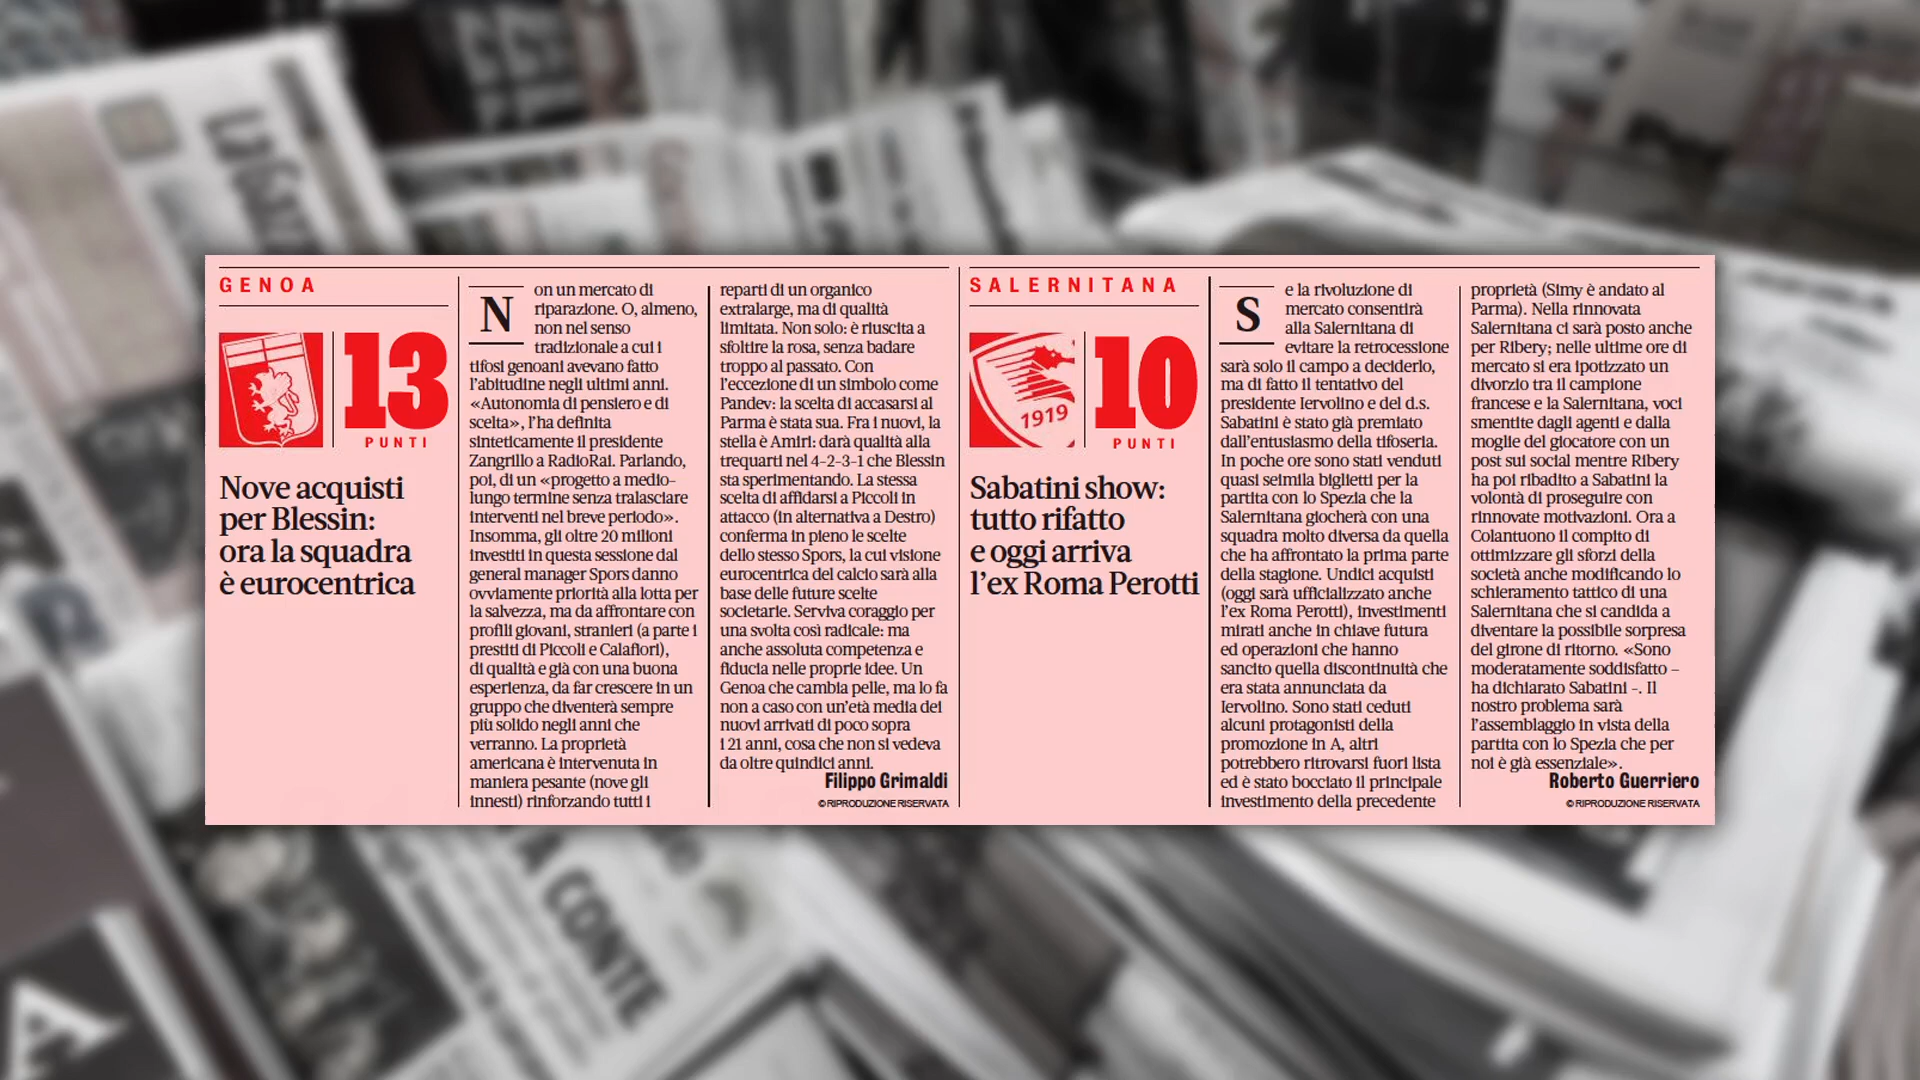 GENOA
13
PUNTI
Nove acquisti
per Blessin:
ora la squadra
è eurocentrica
N
on un mercato di
riparazione. O, almeno,
non nel senso
tradizionale a cui i
tifosi genoani avevano fatto
l'abitudine negli ultimi anni.
«Autonomia di pensiero e di
scelta», l'ha definita
sinteticamente il presidente
Zangrillo a RadioRai. Parlando,
poi, di un «progetto a medio-
lungo termine senza tralasciare
interventi nel breve periodo».
Insomma, gli oltre 20 milioni
investiti in questa sessione dal
general manager Spors danno
ovviamente priorità alla lotta per
la salvezza, ma da affrontare con
profili giovani, stranieri (a parte i
prestiti di Piccoli e Calafiori),
di qualità e già con una buona
esperienza, da far crescere in un
gruppo che diventerà sempre
più solido negli anni che
verranno. La proprietà
americana è intervenuta in
maniera pesante (nove gli
innesti) rinforzando tutti i
reparti di un organico
extralarge, ma di qualità
limitata. Non solo: è riuscita a
sfoltire la rosa, senza badare
troppo al passato. Con
l'eccezione di un simbolo come
Pandev: la scelta di accasarsi al
Parma è stata sua. Fra i nuovi, la
stella è Amiri: darà qualità alla
trequarti nel 4-2-3-1 che Blessin
sta sperimentando. La stessa
scelta di affidarsi a Piccoli in
attacco (in alternativa a Destro)
conferma in pieno le scelte
dello stesso Spors, la cui visione
eurocentrica del calcio sarà alla
base delle future scelte
societarie. Serviva coraggio per
una svolta così radicale: ma
anche assoluta competenza e
fiducia nelle proprie idee. Un
Genoa che cambia pelle, ma lo fa
non a caso con un'età media dei
nuovi arrivati di poco sopra
i 21 anni, cosa che non si vedeva
da oltre quindici anni.
Filippo Grimaldi
© RIPRODUZIONE RISERVATA
SALERNITANA
1919
10
PUNTI
Sabatini show:
tutto rifatto
e oggi arriva
l'ex Roma Perotti
S
e la rivoluzione di
mercato consentirà
alla Salernitana di
evitare la retrocessione
sarà solo il campo a deciderlo,
ma di fatto il tentativo del
presidente Iervolino e del d.s.
Sabatini è stato già premiato
dall'entusiasmo della tifoseria.
In poche ore sono stati venduti
quasi seimila biglietti per la
partita con lo Spezia che la
Salernitana giocherà con una
squadra molto diversa da quella
che ha affrontato la prima parte
della stagione. Undici acquisti
(oggi sarà ufficializzato anche
l'ex Roma Perotti), investimenti
mirati anche in chiave futura
ed operazioni che hanno
sancito quella discontinuità che
era stata annunciata da
Iervolino. Sono stati ceduti
alcuni protagonisti della
promozione in A, altri
potrebbero ritrovarsi fuori lista
ed è stato bocciato il principale
investimento della precedente
proprietà (Simy è andato al
Parma). Nella rinnovata
Salernitana ci sarà posto anche
per Ribery; nelle ultime ore di
mercato si era ipotizzato un
divorzio tra il campione
francese e la Salernitana, voci
smentite dagli agenti e dalla
moglie del giocatore con un
post sui social mentre Ribery
ha poi ribadito a Sabatini la
volontà di proseguire con
rinnovate motivazioni. Ora a
Colantuono il compito di
ottimizzare gli sforzi della
società anche modificando lo
schieramento tattico di una
Salernitana che si candida a
diventare la possibile sorpresa
del girone di ritorno. «Sono
moderatamente soddisfatto –
ha dichiarato Sabatini -. Il
nostro problema sarà
l'assemblaggio in vista della
partita con lo Spezia che per
noi è già essenziale».
Roberto Guerriero
© RIPRODUZIONE RISERVATA
A CONTE
A